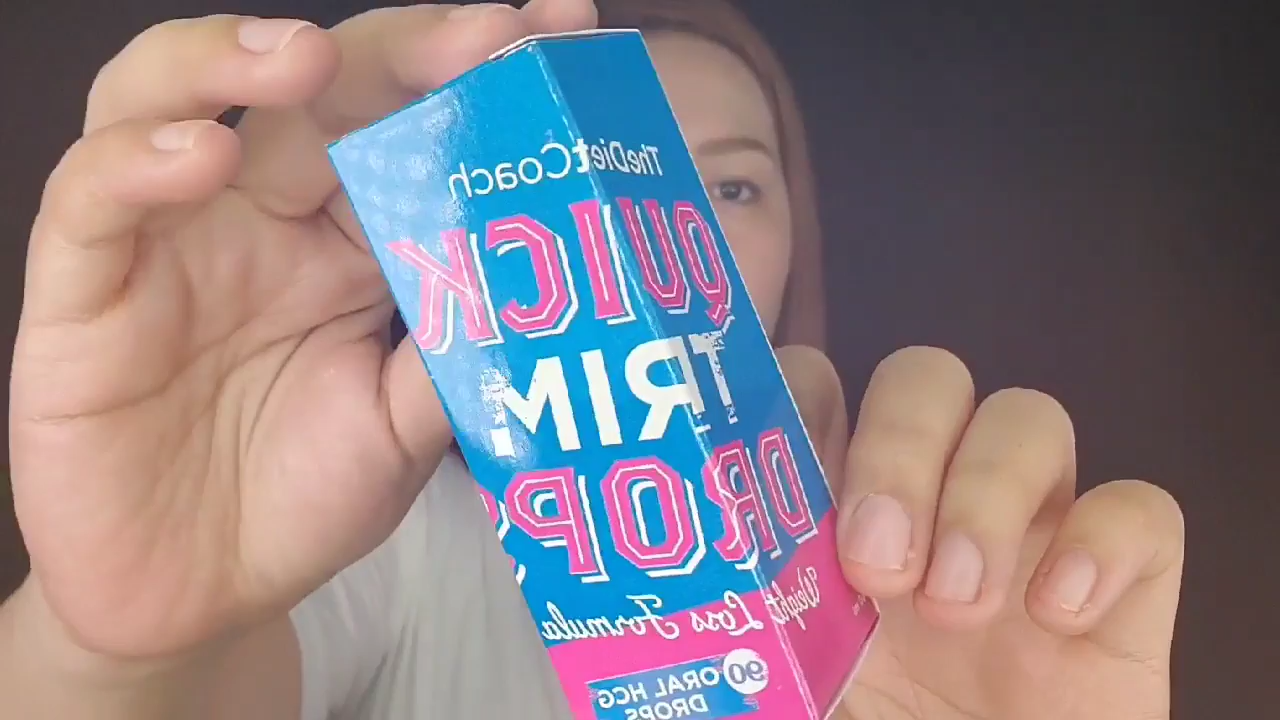 TheDietCoach
QUICK
TRIM
DROPS
Weight Loss Formula
90 ORAL HCG
DROPS